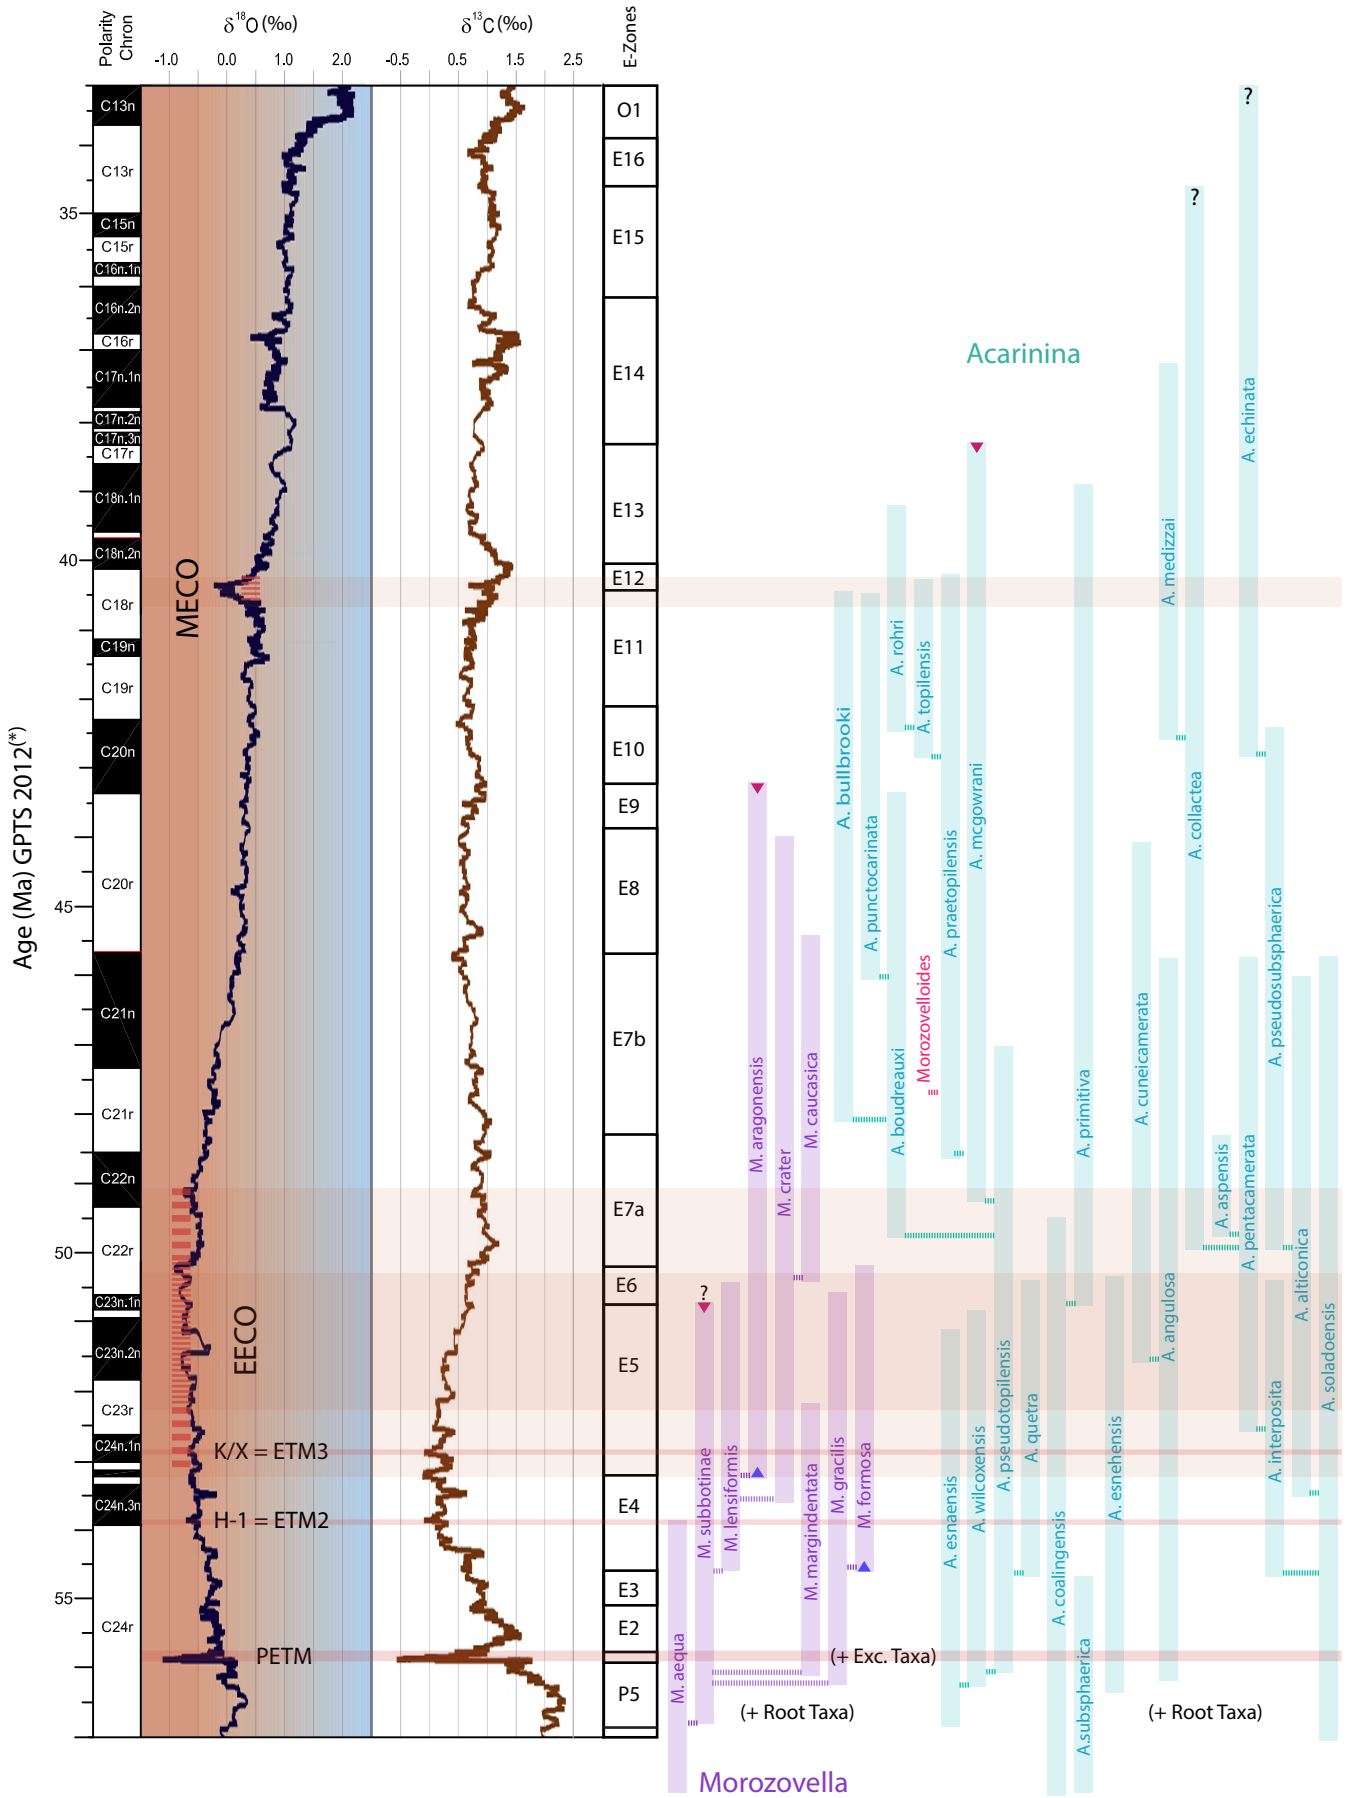 Polarity
Chron
δ18O (‰)
δ13C (‰)
E-Zones
-1.0
0.0
1.0
2.0
-0.5
0.5
1.5
2.5
Age (Ma) GPTS 2012(*)
35
40
45
50
55
C13n
C13r
C15n
C15r
C16n.1n
C16n.2n
C16r
C17n.1n
C17n.2n
C17n.3n
C17r
C18n.1n
C18n.2n
C18r
C19n
C19r
C20n
C20r
C21n
C21r
C22n
C22r
C23n.1n
C23n.2n
C23r
C24n.1n
C24n.3n
C24r
MECO
EECO
K/X = ETM3
H-1 = ETM2
PETM
O1
E16
E15
E14
E13
E12
E11
E10
E9
E8
E7b
E7a
E6
E5
E4
E3
E2
P5
Acarinina
Morozovella
M. aequa
?
M. subbotinae
M. lensiformis
M. aragonensis
M. crater
M. caucasica
M. margindentata
M. gracilis
M. formosa
(+ Exc. Taxa)
(+ Root Taxa)
A. bullbrooki
A. punctocarinata
A. rohri
A. boudreauxi
A. topilensis
Morozovelloides
A. praetopilensis
A. mcgowrani
A. esnaensis
A. wilcoxensis
A. pseudotopilensis
A. quetra
A. coalingensis
A. primitiva
A.subsphaerica
A. esnehensis
A. cuneicamerata
A. medizzai
A. angulosa
?
A. collactea
A. aspensis
?
A. echinata
A. pentacamerata
A. pseudosubsphaerica
A. interposita
A. alticonica
A. soladoensis
(+ Root Taxa)